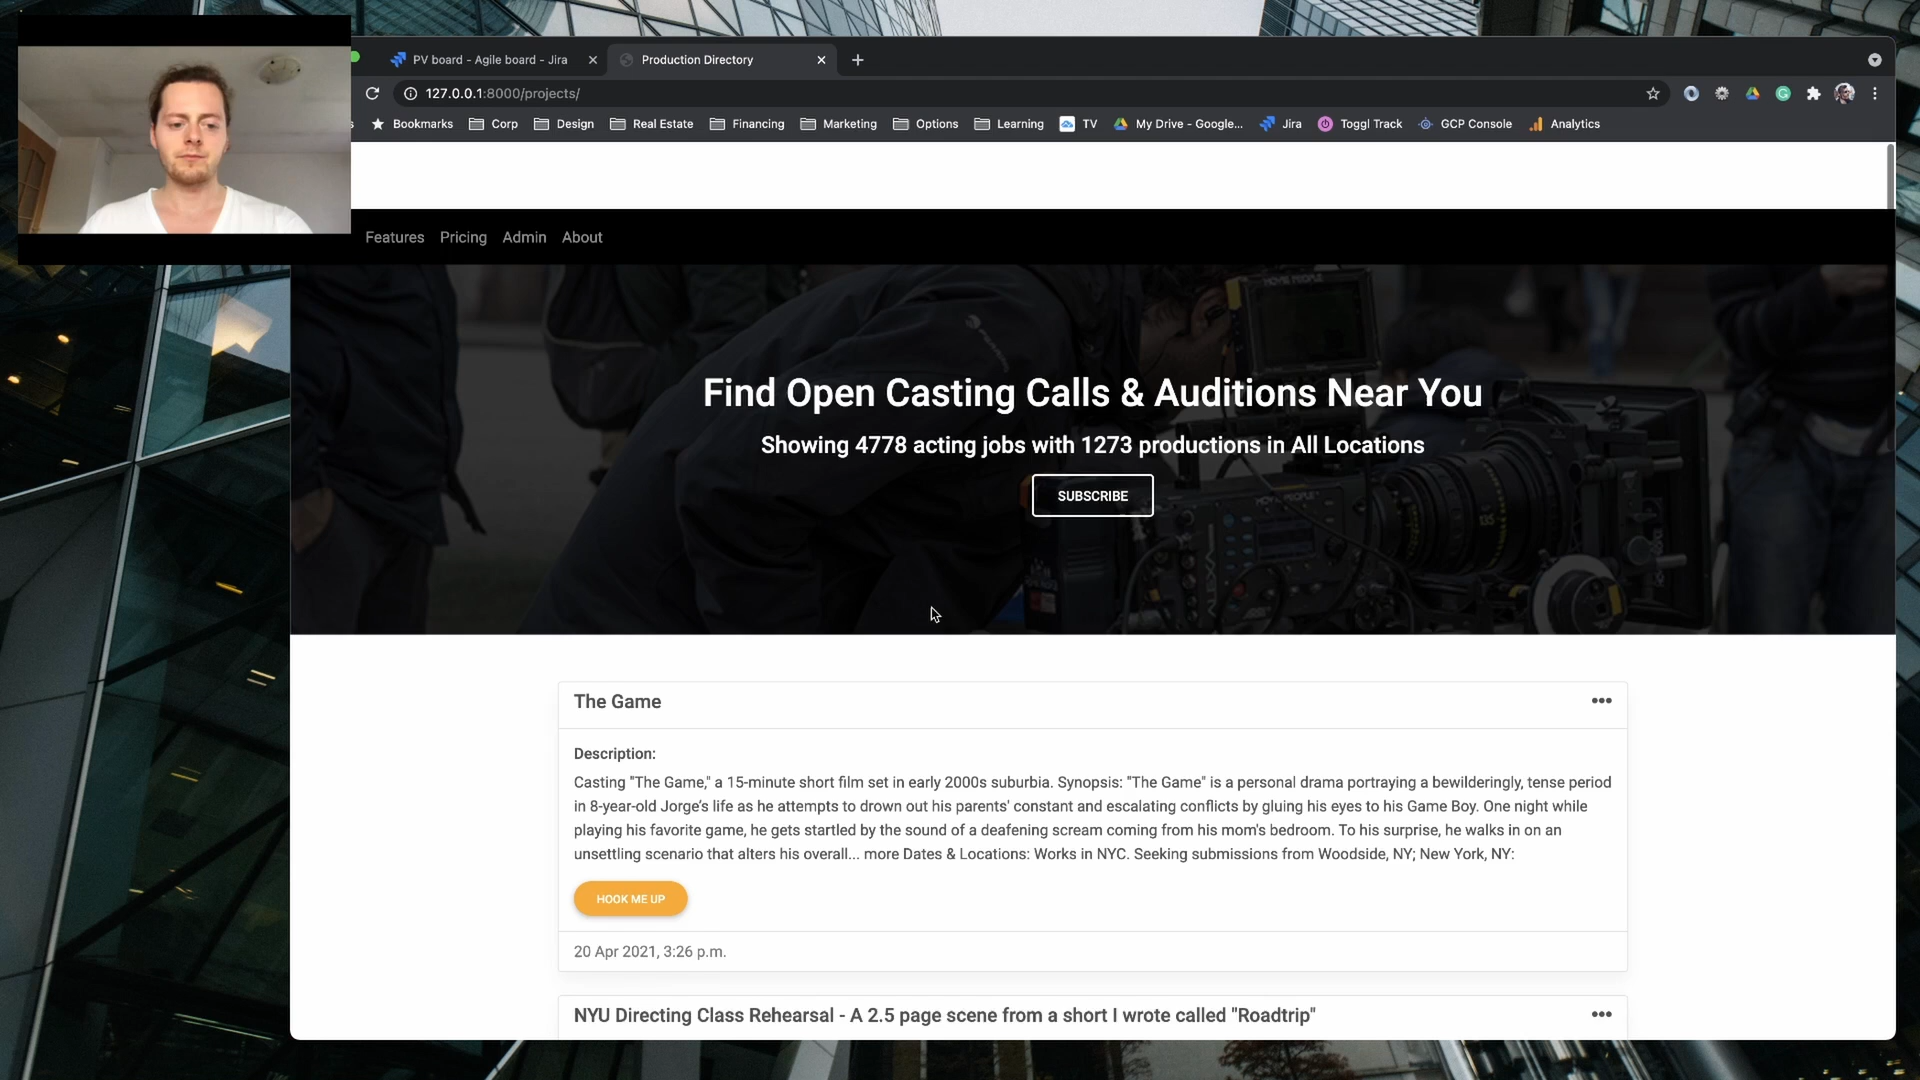 PV board - Agile board - Jira
Production Directory
127.0.0.1:8000/projects/
s Bookmarks Corp Design Real Estate Financing Marketing Options Learning TV My Drive - Google... Jira Toggl Track GCP Console Analytics
Features Pricing Admin About
MOVIE PEOPLE
Find Open Casting Calls & Auditions Near You
Showing 4778 acting jobs with 1273 productions in All Locations
SUBSCRIBE
The Game
Description:
Casting "The Game," a 15-minute short film set in early 2000s suburbia. Synopsis: "The Game" is a personal drama portraying a bewilderingly, tense period
in 8-year-old Jorge's life as he attempts to drown out his parents' constant and escalating conflicts by gluing his eyes to his Game Boy. One night while
playing his favorite game, he gets startled by the sound of a deafening scream coming from his mom's bedroom. To his surprise, he walks in on an
unsettling scenario that alters his overall... more Dates & Locations: Works in NYC. Seeking submissions from Woodside, NY; New York, NY:
HOOK ME UP
20 Apr 2021, 3:26 p.m.
NYU Directing Class Rehearsal - A 2.5 page scene from a short I wrote called "Roadtrip"